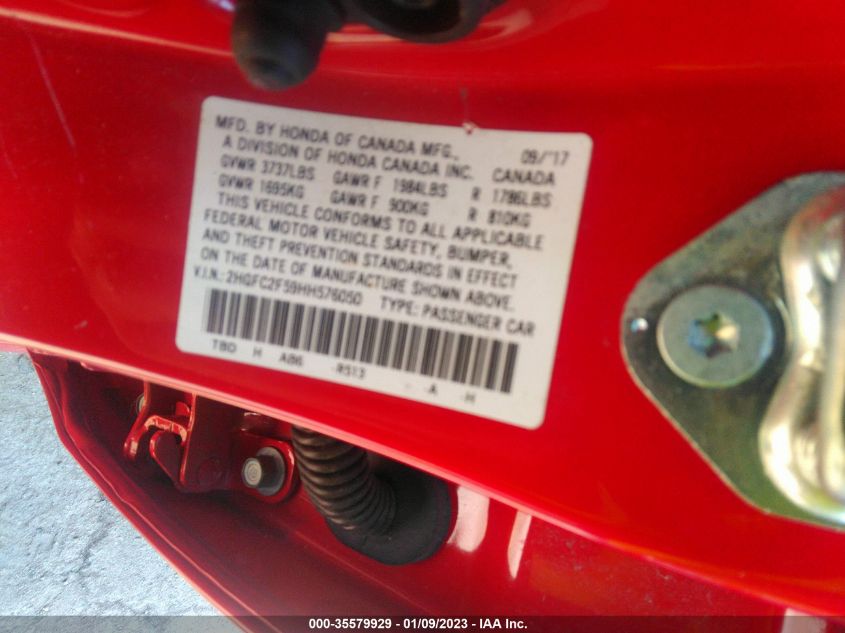 MFD. BY HONDA OF CANADA MFG., 09/'17
A DIVISION OF HONDA CANADA INC. CANADA
GVWR 3737LBS GAWR F 1984LBS R 1786LBS
GVWR 1695KG GAWR F 900KG R 810KG
THIS VEHICLE CONFORMS TO ALL APPLICABLE
FEDERAL MOTOR VEHICLE SAFETY, BUMPER,
AND THEFT PREVENTION STANDARDS IN EFFECT
ON THE DATE OF MANUFACTURE SHOWN ABOVE.
V.I.N.: 2HGFC2F59HH576050 TYPE: PASSENGER CAR
TBD H AB6 -R513 - -A -H
000-35579929 - 01/09/2023 - IAA Inc.